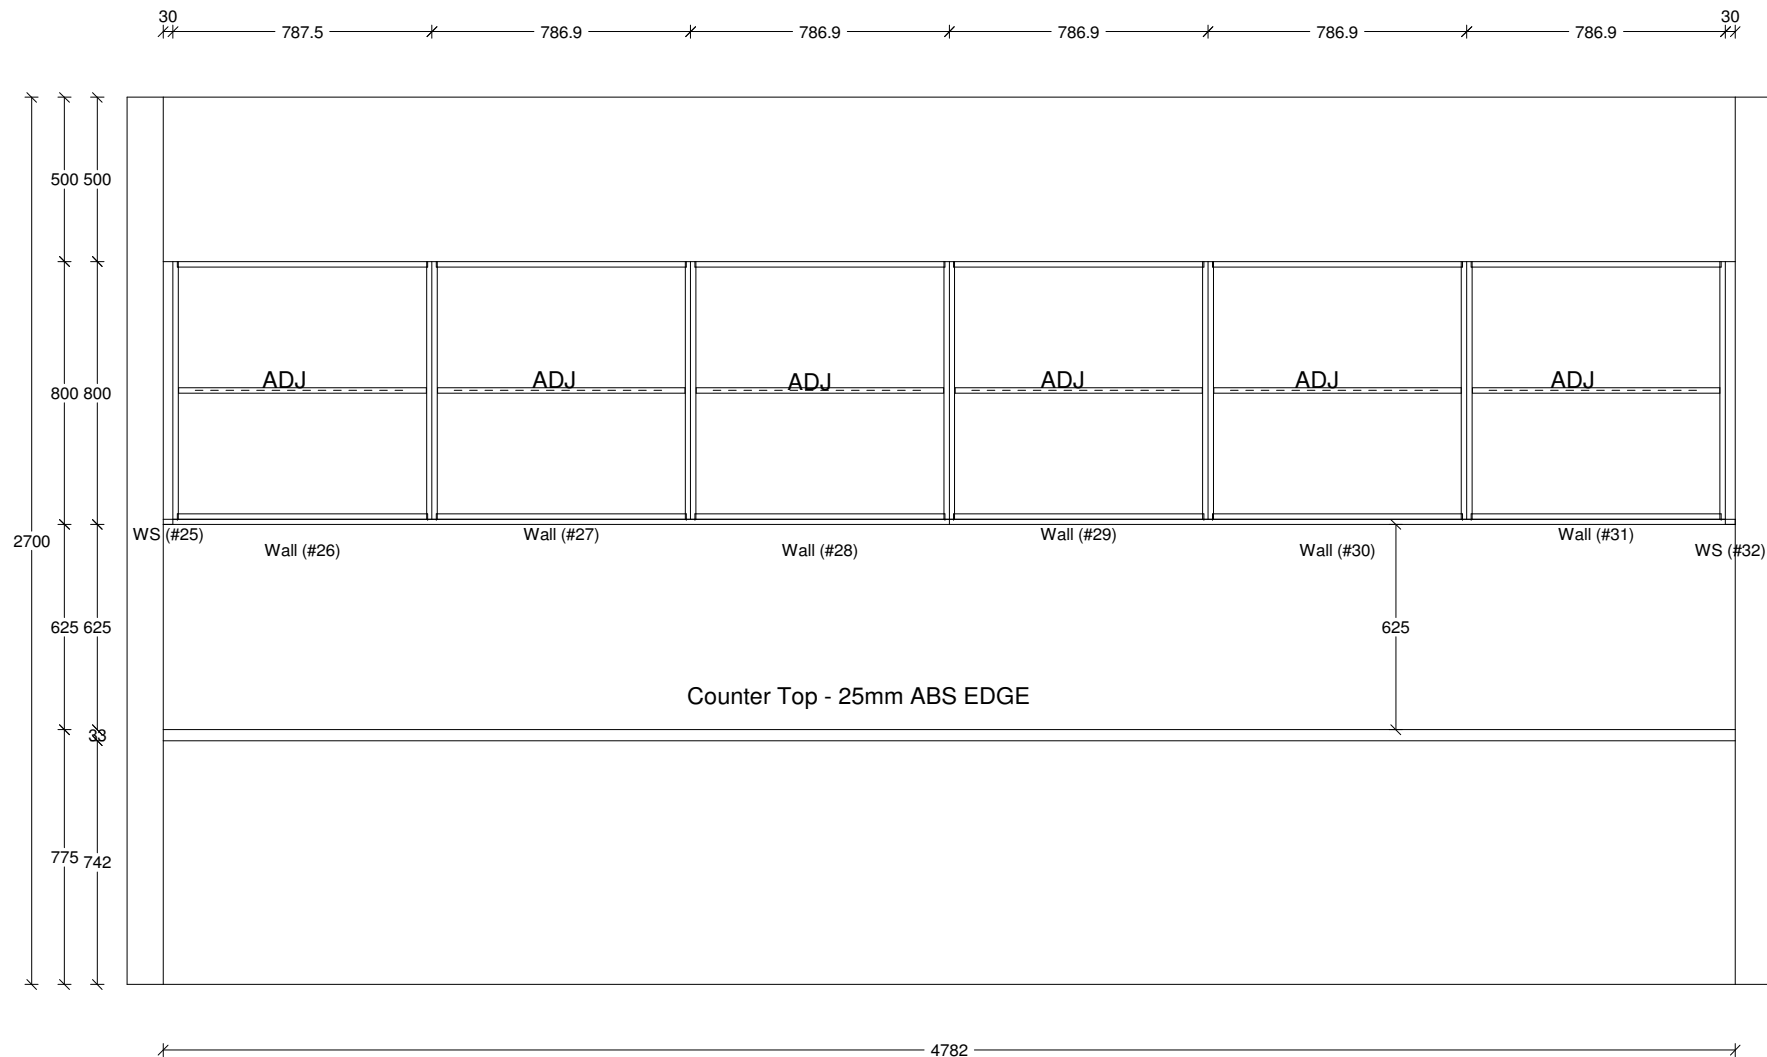 30 30
787.5 786.9 786.9 786.9 786.9 786.9
500 500
ADJ ADJ ADJ ADJ ADJ ADJ
800 800
WS (#25) Wall (#27) Wall (#29) Wall (#31)
2700
Wall (#26) Wall (#28) Wall (#30) WS (#32)
625 625 625
Counter Top - 25mm ABS EDGE
33
775 742
4782